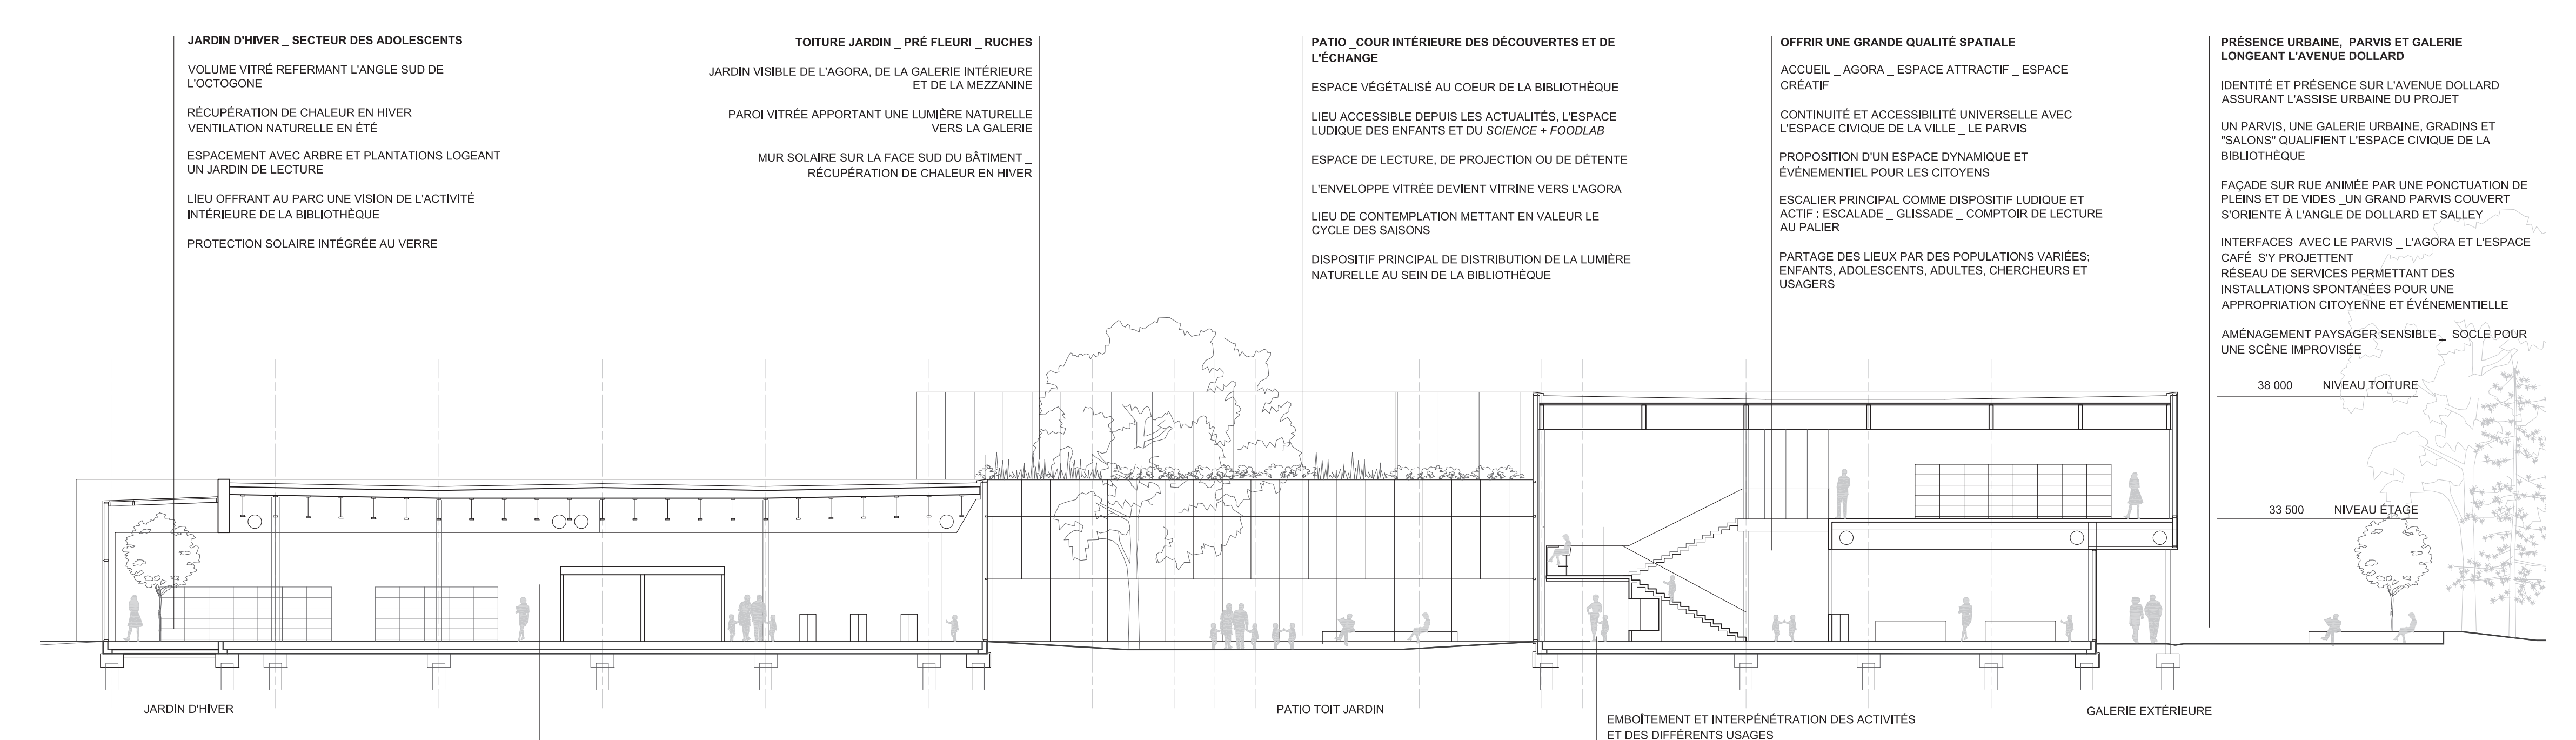 JARDIN D'HIVER _ SECTEUR DES ADOLESCENTS
VOLUME VITRÉ REFERMANT L'ANGLE SUD DE
L'OCTOGONE
RÉCUPÉRATION DE CHALEUR EN HIVER
VENTILATION NATURELLE EN ÉTÉ
ESPACEMENT AVEC ARBRE ET PLANTATIONS LOGEANT
UN JARDIN DE LECTURE
LIEU OFFRANT AU PARC UNE VISION DE L'ACTIVITÉ
INTÉRIEURE DE LA BIBLIOTHÈQUE
PROTECTION SOLAIRE INTÉGRÉE AU VERRE
TOITURE JARDIN _ PRÉ FLEURI _ RUCHES
JARDIN VISIBLE DE L'AGORA, DE LA GALERIE INTÉRIEURE
ET DE LA MEZZANINE
PAROI VITRÉE APPORTANT UNE LUMIÈRE NATURELLE
VERS LA GALERIE
MUR SOLAIRE SUR LA FACE SUD DU BÂTIMENT _
RÉCUPÉRATION DE CHALEUR EN HIVER
PATIO _COUR INTÉRIEURE DES DÉCOUVERTES ET DE
L'ÉCHANGE
ESPACE VÉGÉTALISÉ AU COEUR DE LA BIBLIOTHÈQUE
LIEU ACCESSIBLE DEPUIS LES ACTUALITÉS, L'ESPACE
LUDIQUE DES ENFANTS ET DU SCIENCE + FOODLAB
ESPACE DE LECTURE, DE PROJECTION OU DE DÉTENTE
L'ENVELOPPE VITRÉE DEVIENT VITRINE VERS L'AGORA
LIEU DE CONTEMPLATION METTANT EN VALEUR LE
CYCLE DES SAISONS
DISPOSITIF PRINCIPAL DE DISTRIBUTION DE LA LUMIÈRE
NATURELLE AU SEIN DE LA BIBLIOTHÈQUE
OFFRIR UNE GRANDE QUALITÉ SPATIALE
ACCUEIL _ AGORA _ ESPACE ATTRACTIF _ ESPACE
CRÉATIF
CONTINUITÉ ET ACCESSIBILITÉ UNIVERSELLE AVEC
L'ESPACE CIVIQUE DE LA VILLE _ LE PARVIS
PROPOSITION D'UN ESPACE DYNAMIQUE ET
ÉVÉNEMENTIEL POUR LES CITOYENS
ESCALIER PRINCIPAL COMME DISPOSITIF LUDIQUE ET
ACTIF : ESCALADE _ GLISSADE _ COMPTOIR DE LECTURE
AU PALIER
PARTAGE DES LIEUX PAR DES POPULATIONS VARIÉES;
ENFANTS, ADOLESCENTS, ADULTES, CHERCHEURS ET
USAGERS
PRÉSENCE URBAINE, PARVIS ET GALERIE
LONGEANT L'AVENUE DOLLARD
IDENTITÉ ET PRÉSENCE SUR L'AVENUE DOLLARD
ASSURANT L'ASSISE URBAINE DU PROJET
UN PARVIS, UNE GALERIE URBAINE, GRADINS ET
"SALONS" QUALIFIENT L'ESPACE CIVIQUE DE LA
BIBLIOTHÈQUE
FAÇADE SUR RUE ANIMÉE PAR UNE PONCTUATION DE
PLEINS ET DE VIDES _UN GRAND PARVIS COUVERT
S'ORIENTE À L'ANGLE DE DOLLARD ET SALLEY
INTERFACES AVEC LE PARVIS _ L'AGORA ET L'ESPACE
CAFÉ S'Y PROJETTENT
RÉSEAU DE SERVICES PERMETTANT DES
INSTALLATIONS SPONTANÉES POUR UNE
APPROPRIATION CITOYENNE ET ÉVÉNEMENTIELLE
AMÉNAGEMENT PAYSAGER SENSIBLE _ SOCLE POUR
UNE SCÈNE IMPROVISÉE
38 000 NIVEAU TOITURE
33 500 NIVEAU ÉTAGE
JARDIN D'HIVER
PATIO TOIT JARDIN
EMBOÎTEMENT ET INTERPÉNÉTRATION DES ACTIVITÉS
ET DES DIFFÉRENTS USAGES
GALERIE EXTÉRIEURE